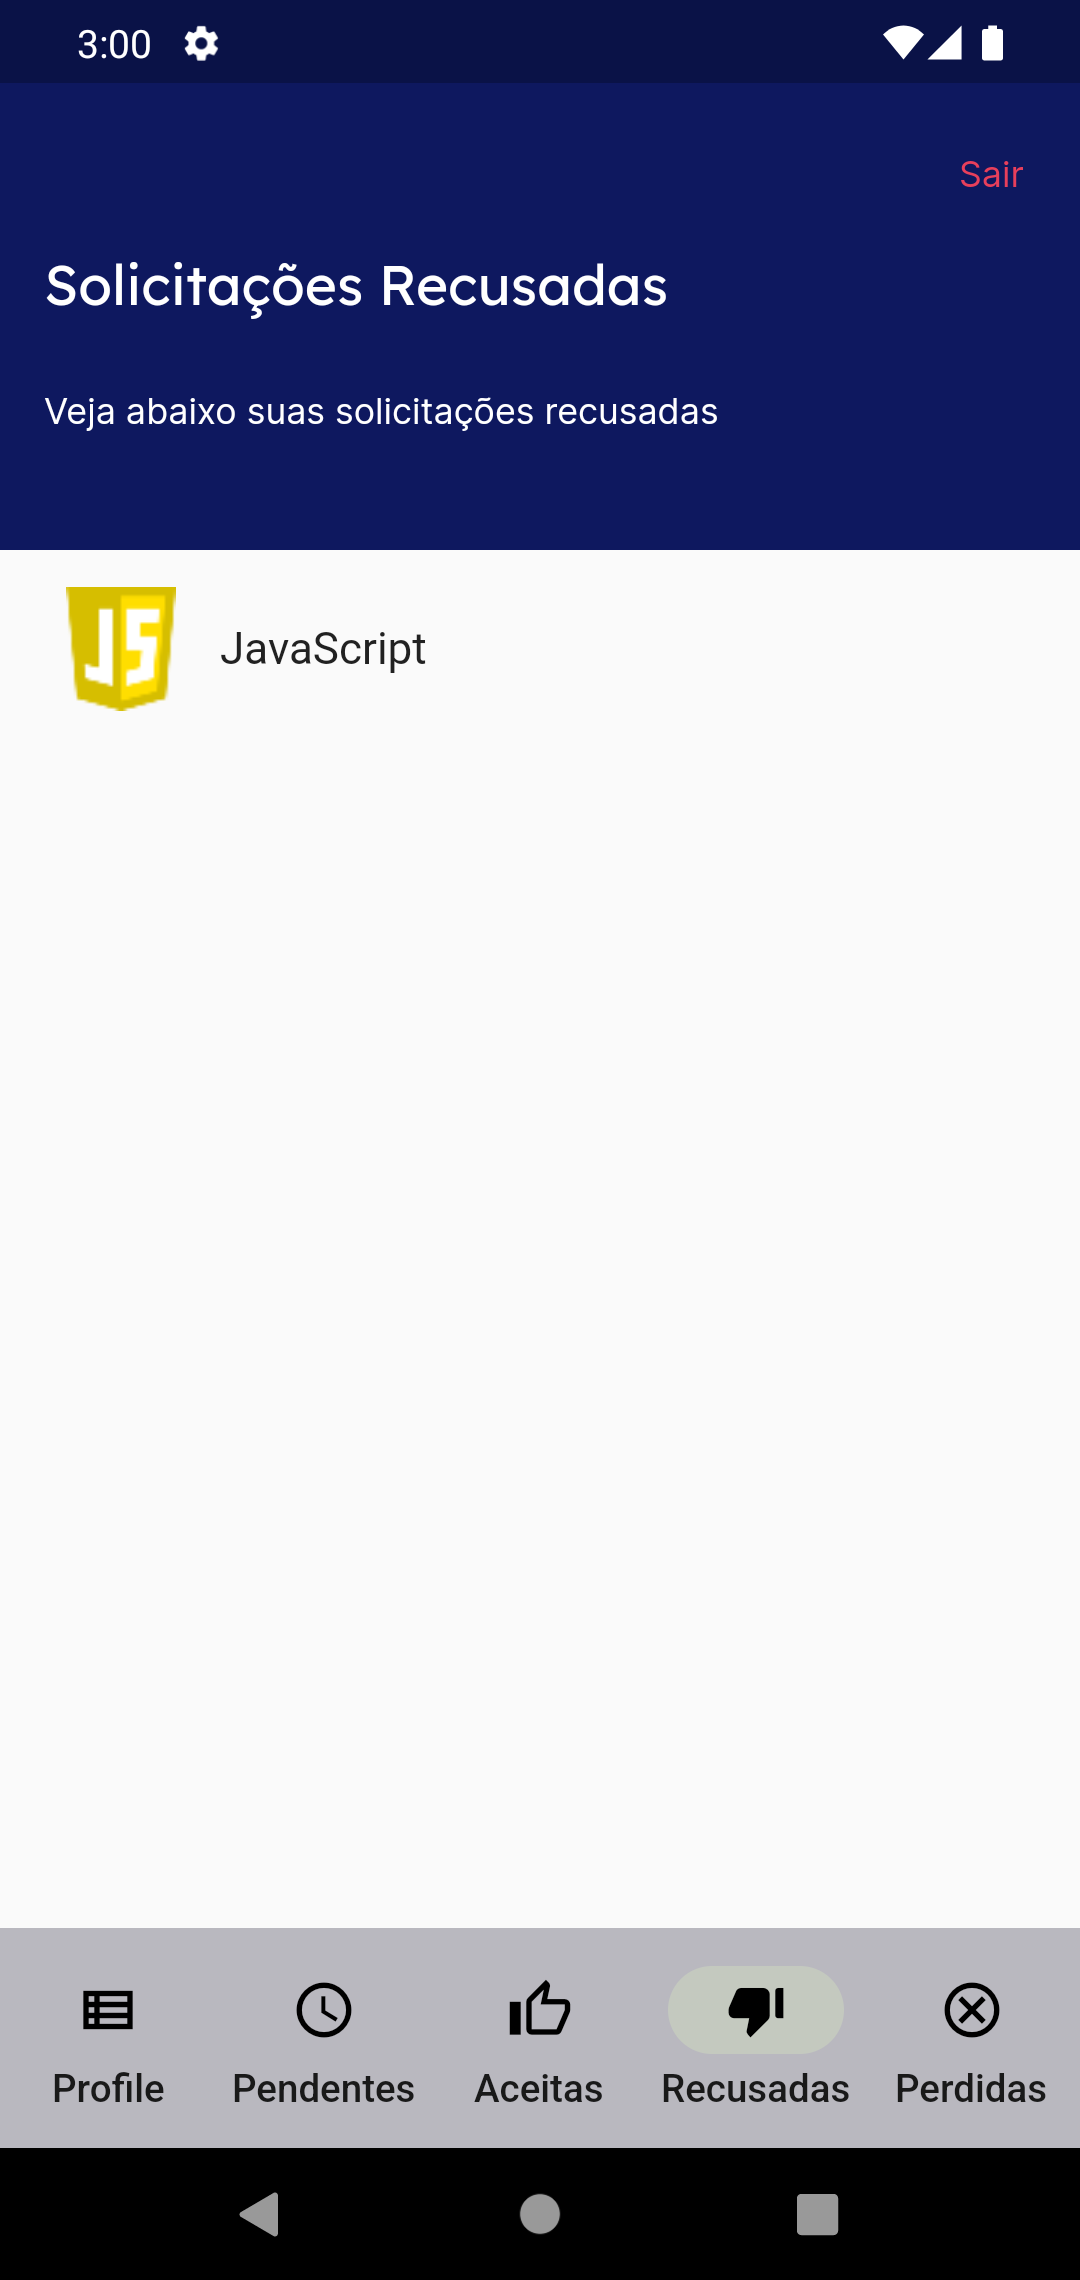 3:00
Sair
Solicitações Recusadas
Veja abaixo suas solicitações recusadas
JS
JavaScript
Profile
Pendentes
Aceitas
Recusadas
Perdidas